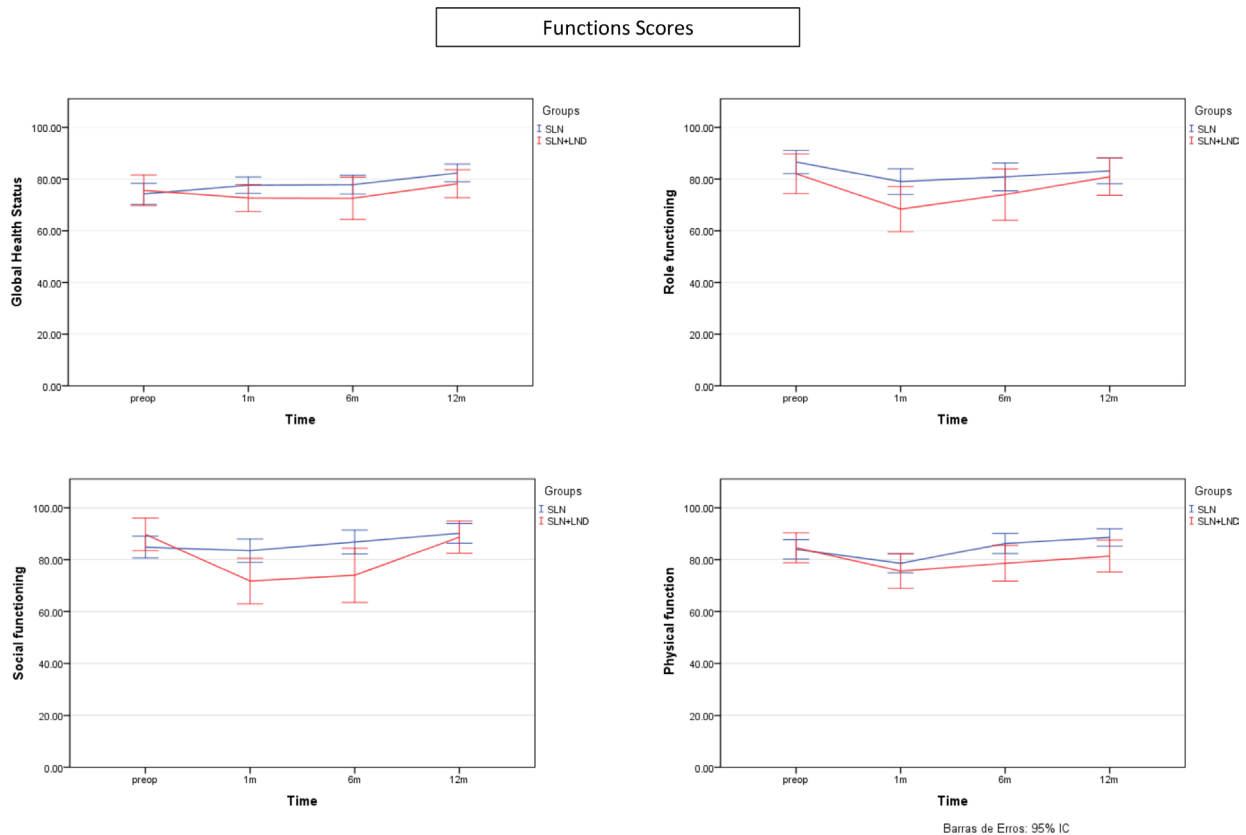 Functions Scores
Global Health Status
100.00
80.00
60.00
40.00
20.00
0.00
preop
1m
6m
12m
Time
Groups
SLN
SLN+LND
Role functioning
100.00
80.00
60.00
40.00
20.00
0.00
preop
1m
6m
12m
Time
Groups
SLN
SLN+LND
Social functioning
100.00
80.00
60.00
40.00
20.00
0.00
preop
1m
6m
12m
Time
Groups
SLN
SLN+LND
Physical function
100.00
80.00
60.00
40.00
20.00
0.00
preop
1m
6m
12m
Time
Groups
SLN
SLN+LND
Barras de Erros: 95% IC